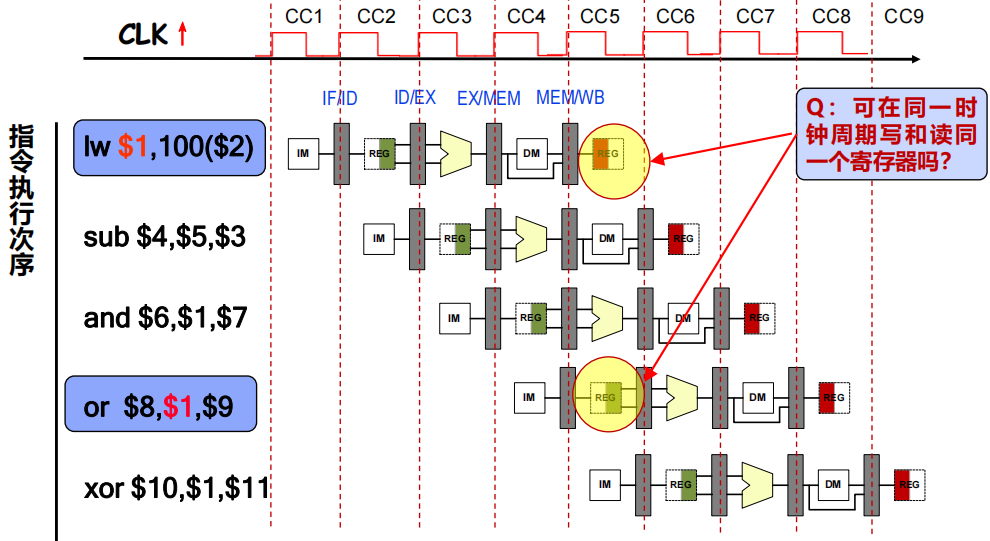 CC1 CC2 CC3 CC4 CC5 CC6 CC7 CC8 CC9
CLK
IF/ID ID/EX EX/MEM MEM/WB
Q：可在同一时
钟周期写和读同
一个寄存器吗？
指令执行次序
lw $1,100($2)
IM REG DM REG
sub $4,$5,$3
IM REG DM REG
and $6,$1,$7
IM REG DM REG
or $8,$1,$9
IM REG DM REG
xor $10,$1,$11
IM REG DM REG